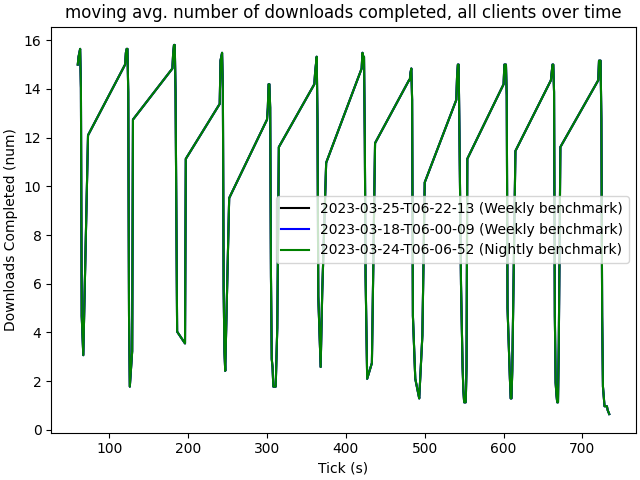 moving avg. number of downloads completed, all clients over time
16
14
12
10
8
6
4
2
0
Downloads Completed (num)
2023-03-25-T06-22-13 (Weekly benchmark)
2023-03-18-T06-00-09 (Weekly benchmark)
2023-03-24-T06-06-52 (Nightly benchmark)
100 200 300 400 500 600 700
Tick (s)